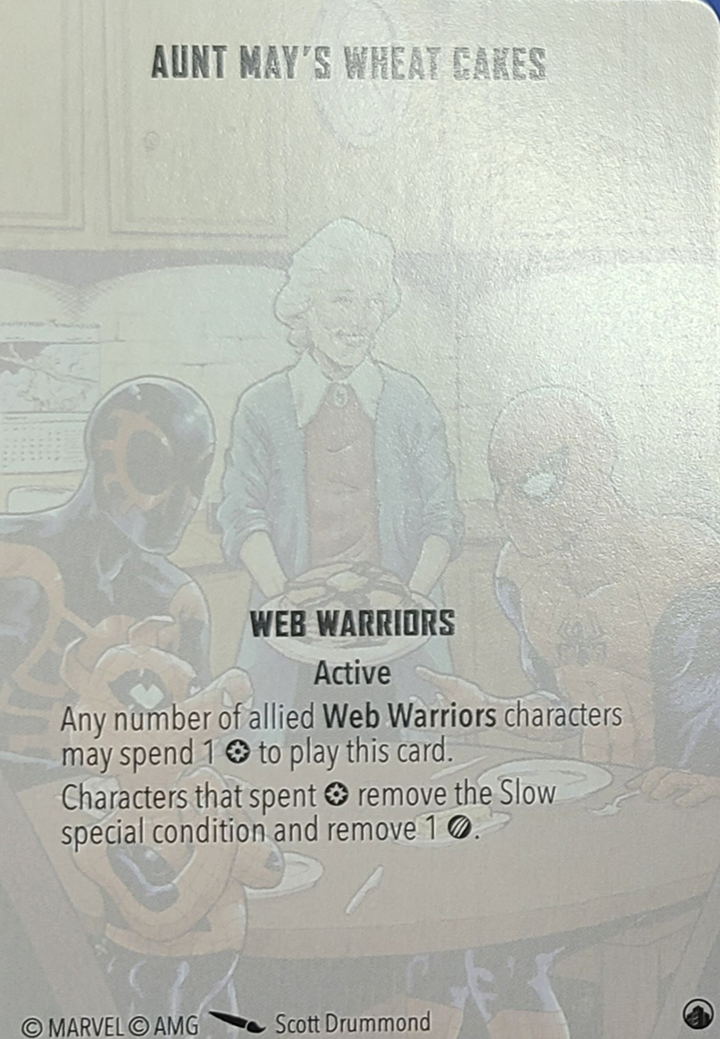 AUNT MAY'S WHEAT CAKES
WEB WARRIORS
Active
Any number of allied Web Warriors characters
may spend 1 to play this card.
Characters that spent remove the Slow
special condition and remove 1 .
© MARVEL © AMG Scott Drummond